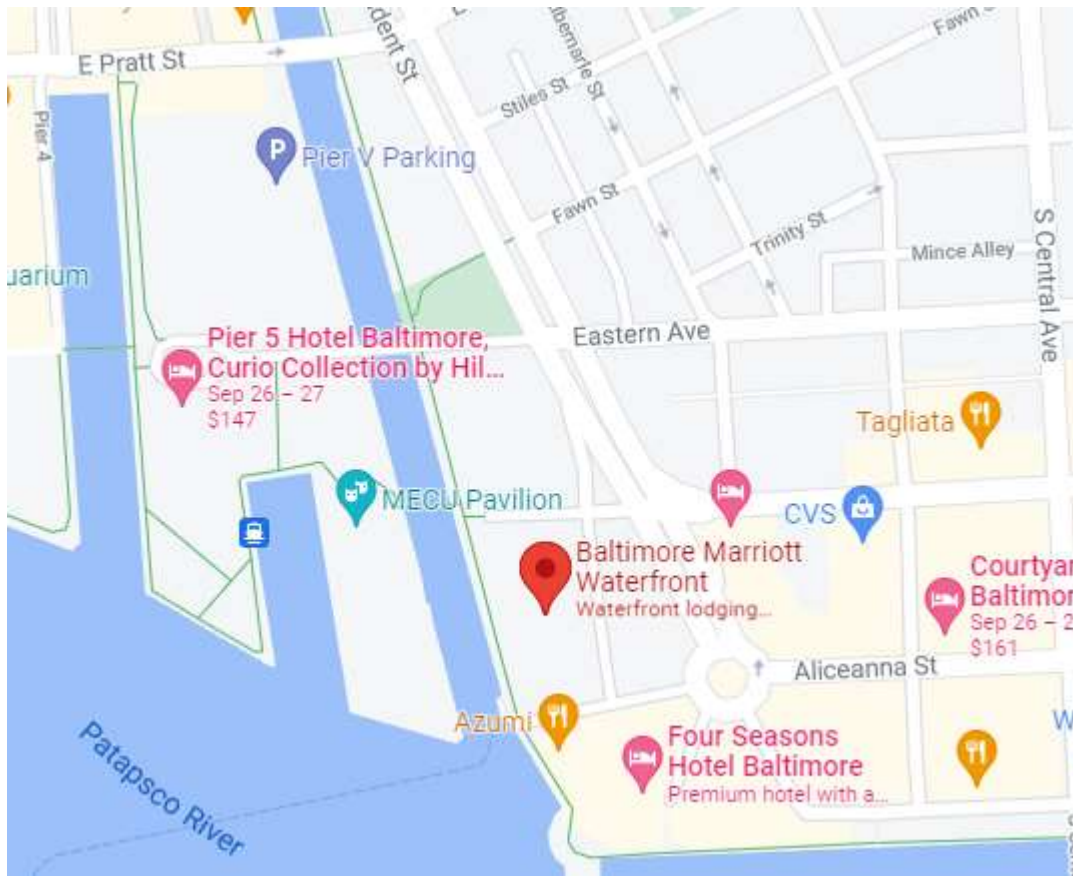 E Pratt St
dent St
lbernarle St
Fawn S
Stiles St
Pier 4
P
Pier V Parking
Fawn St
Trinity St
Mince Alley
S Central Ave
uarium
Eastern Ave
Pier 5 Hotel Baltimore,
Curio Collection by Hil...
Sep 26 – 27
$147
Tagliata
MECU Pavilion
CVS
Baltimore Marriott
Waterfront
Waterfront lodging...
Courtyar
Baltimor
Sep 26 – 2
$161
Aliceanna St
Azumi
W
Four Seasons
Hotel Baltimore
Premium hotel with a...
Patapsco River